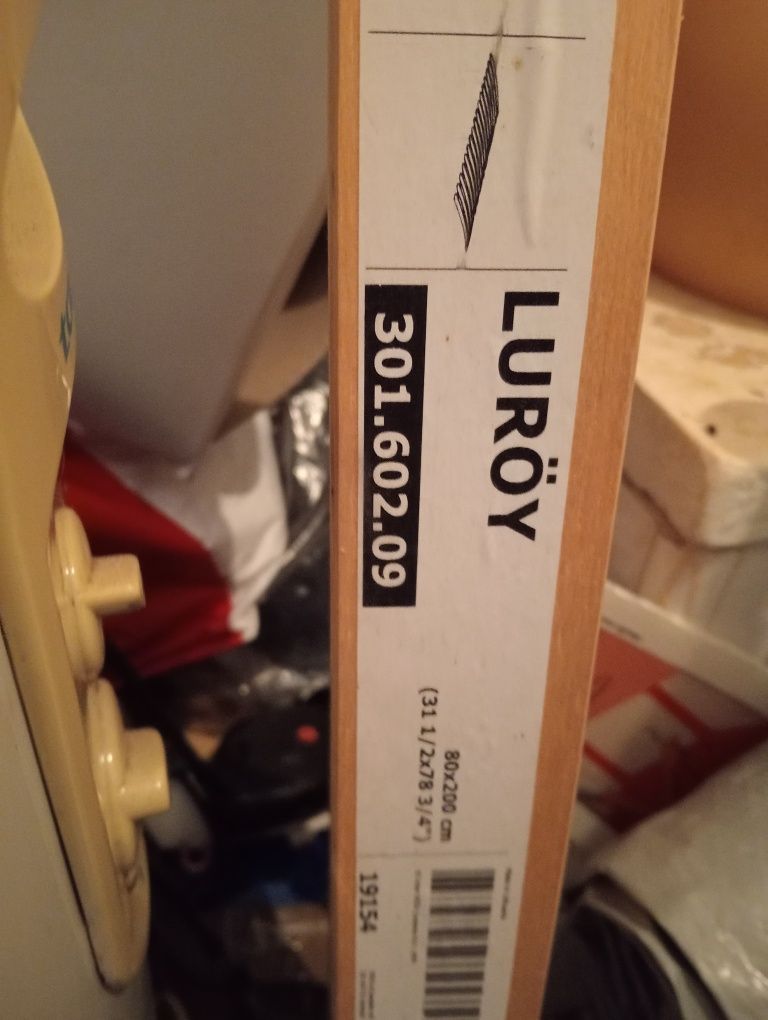 LURÖY
301.602.09
80x200 cm
(31 1/2x78 3/4")
19154